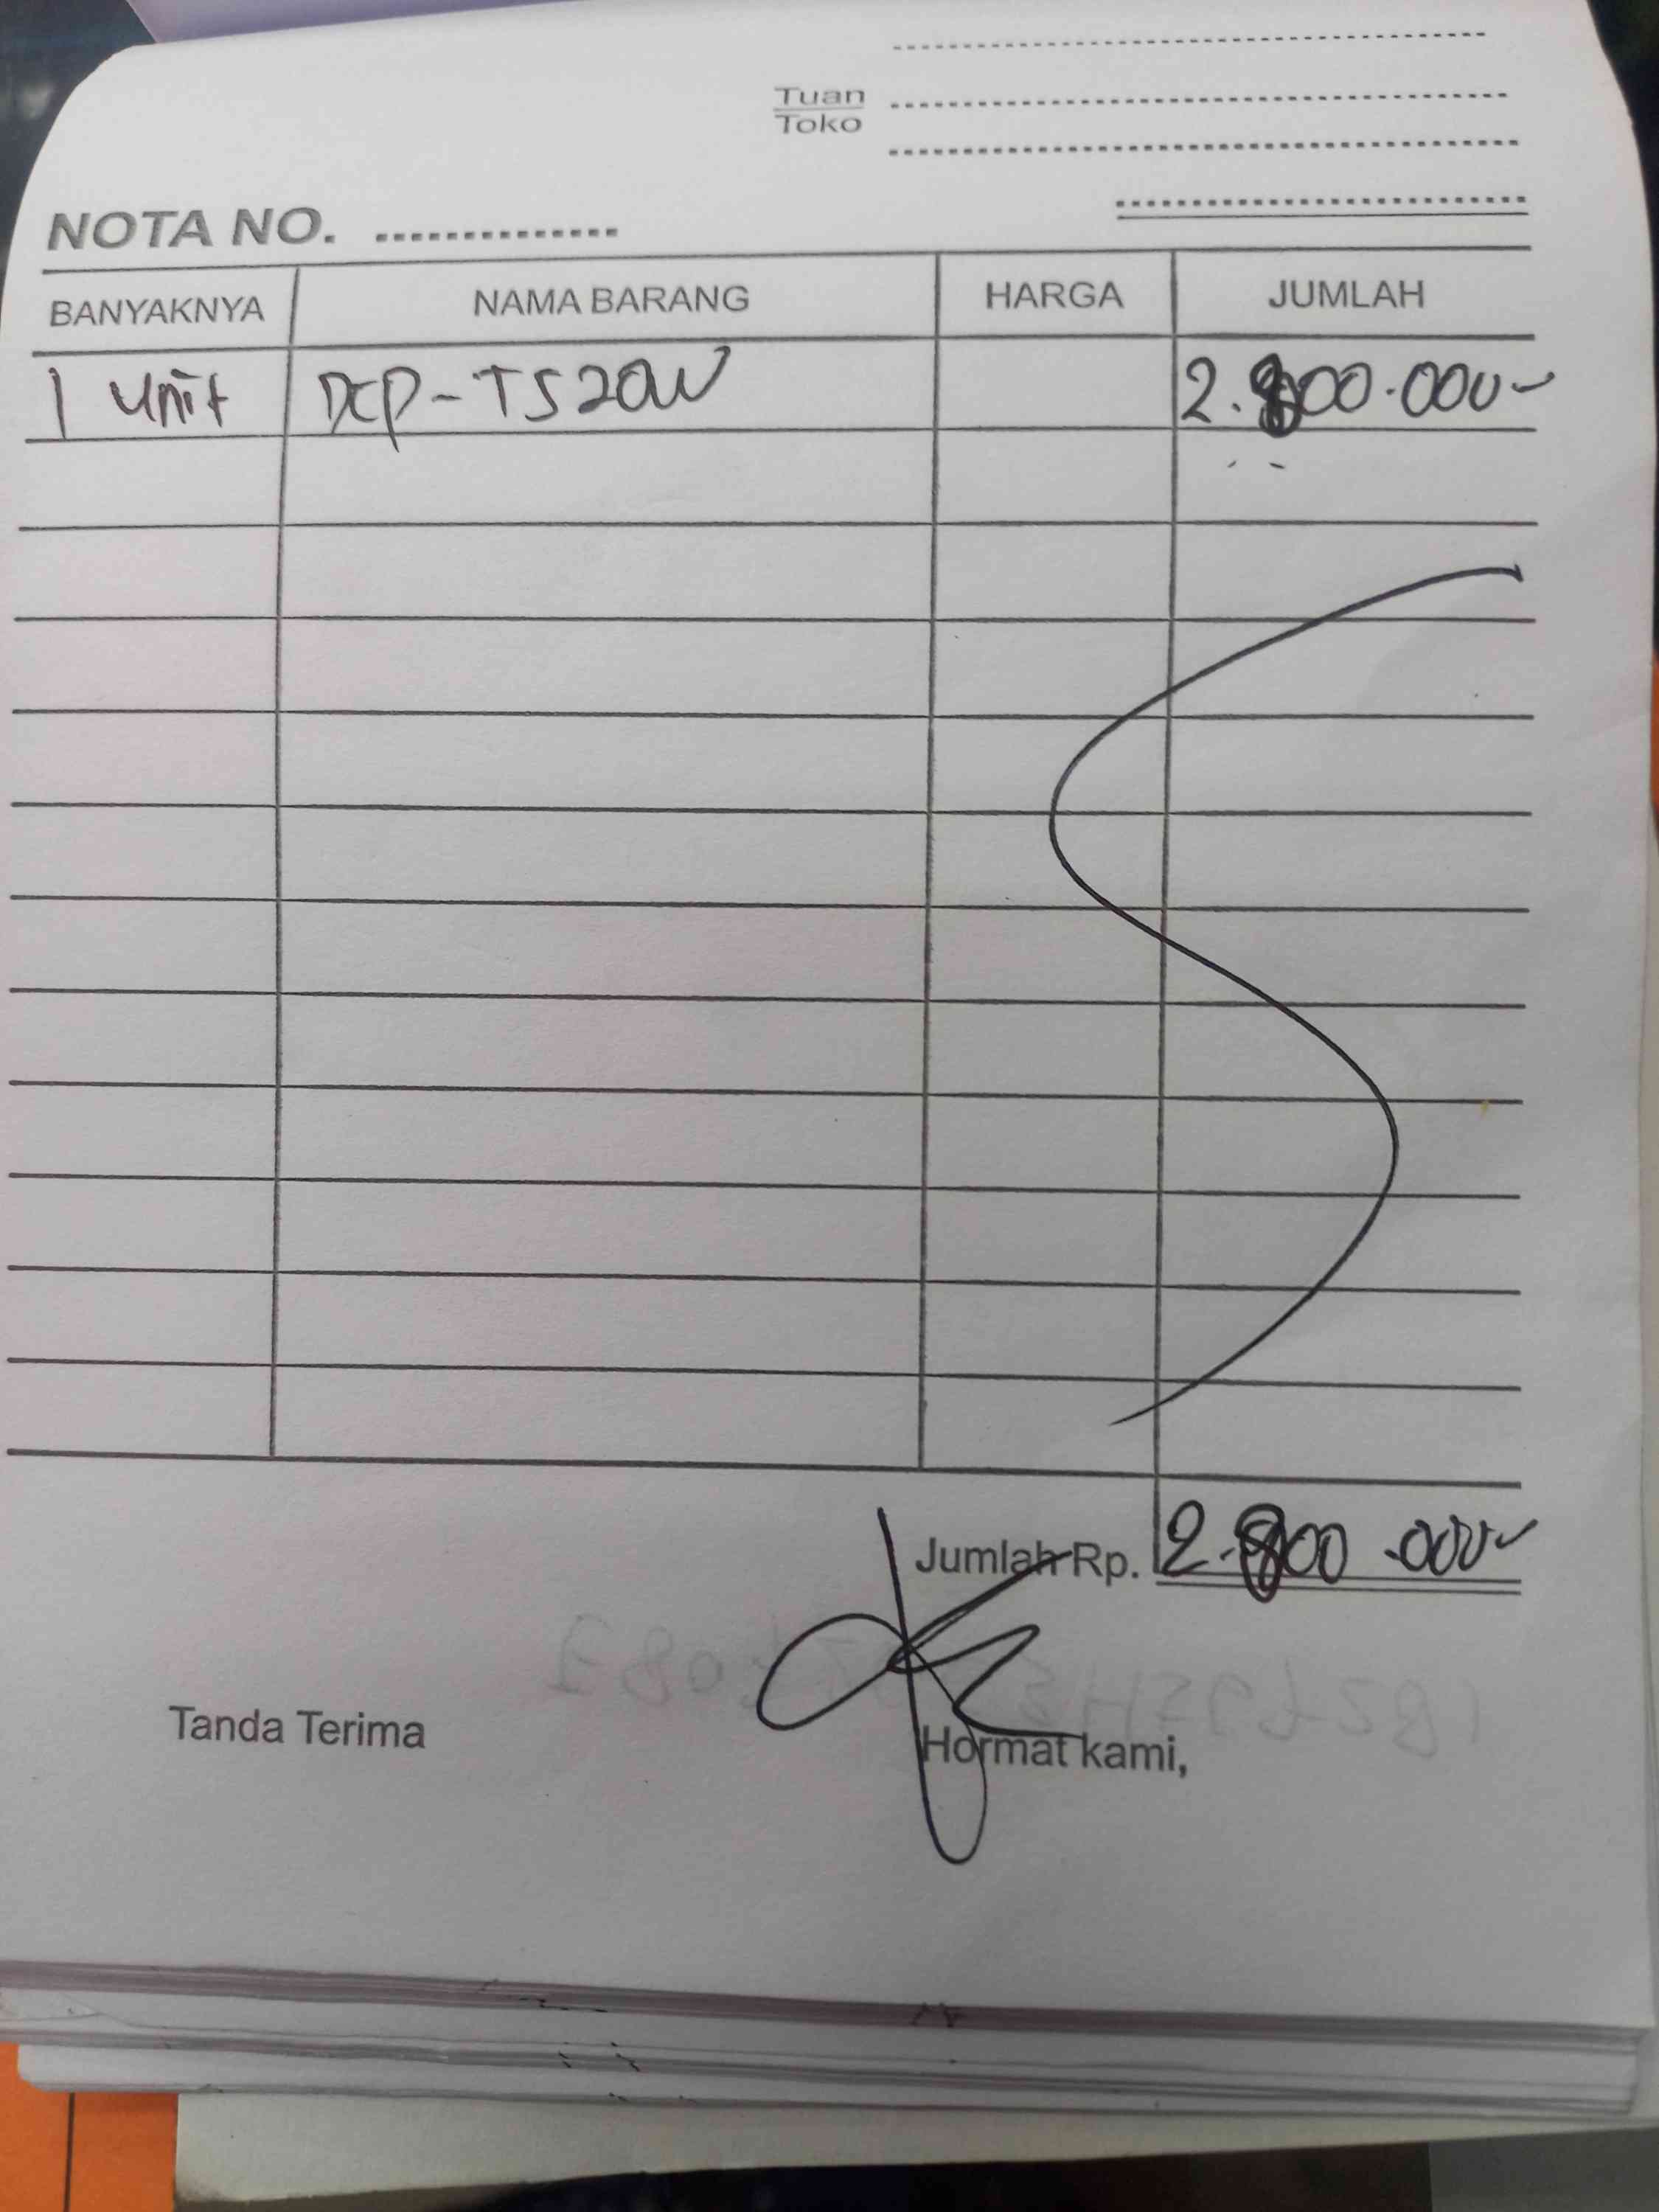 Tuan
Toko
NOTA NO. ..............
BANYAKNYA NAMA BARANG HARGA JUMLAH
1 Unit DCP-T520W 2.800.000
Jumlah Rp. 2.800.000
Tanda Terima
Hormat kami,